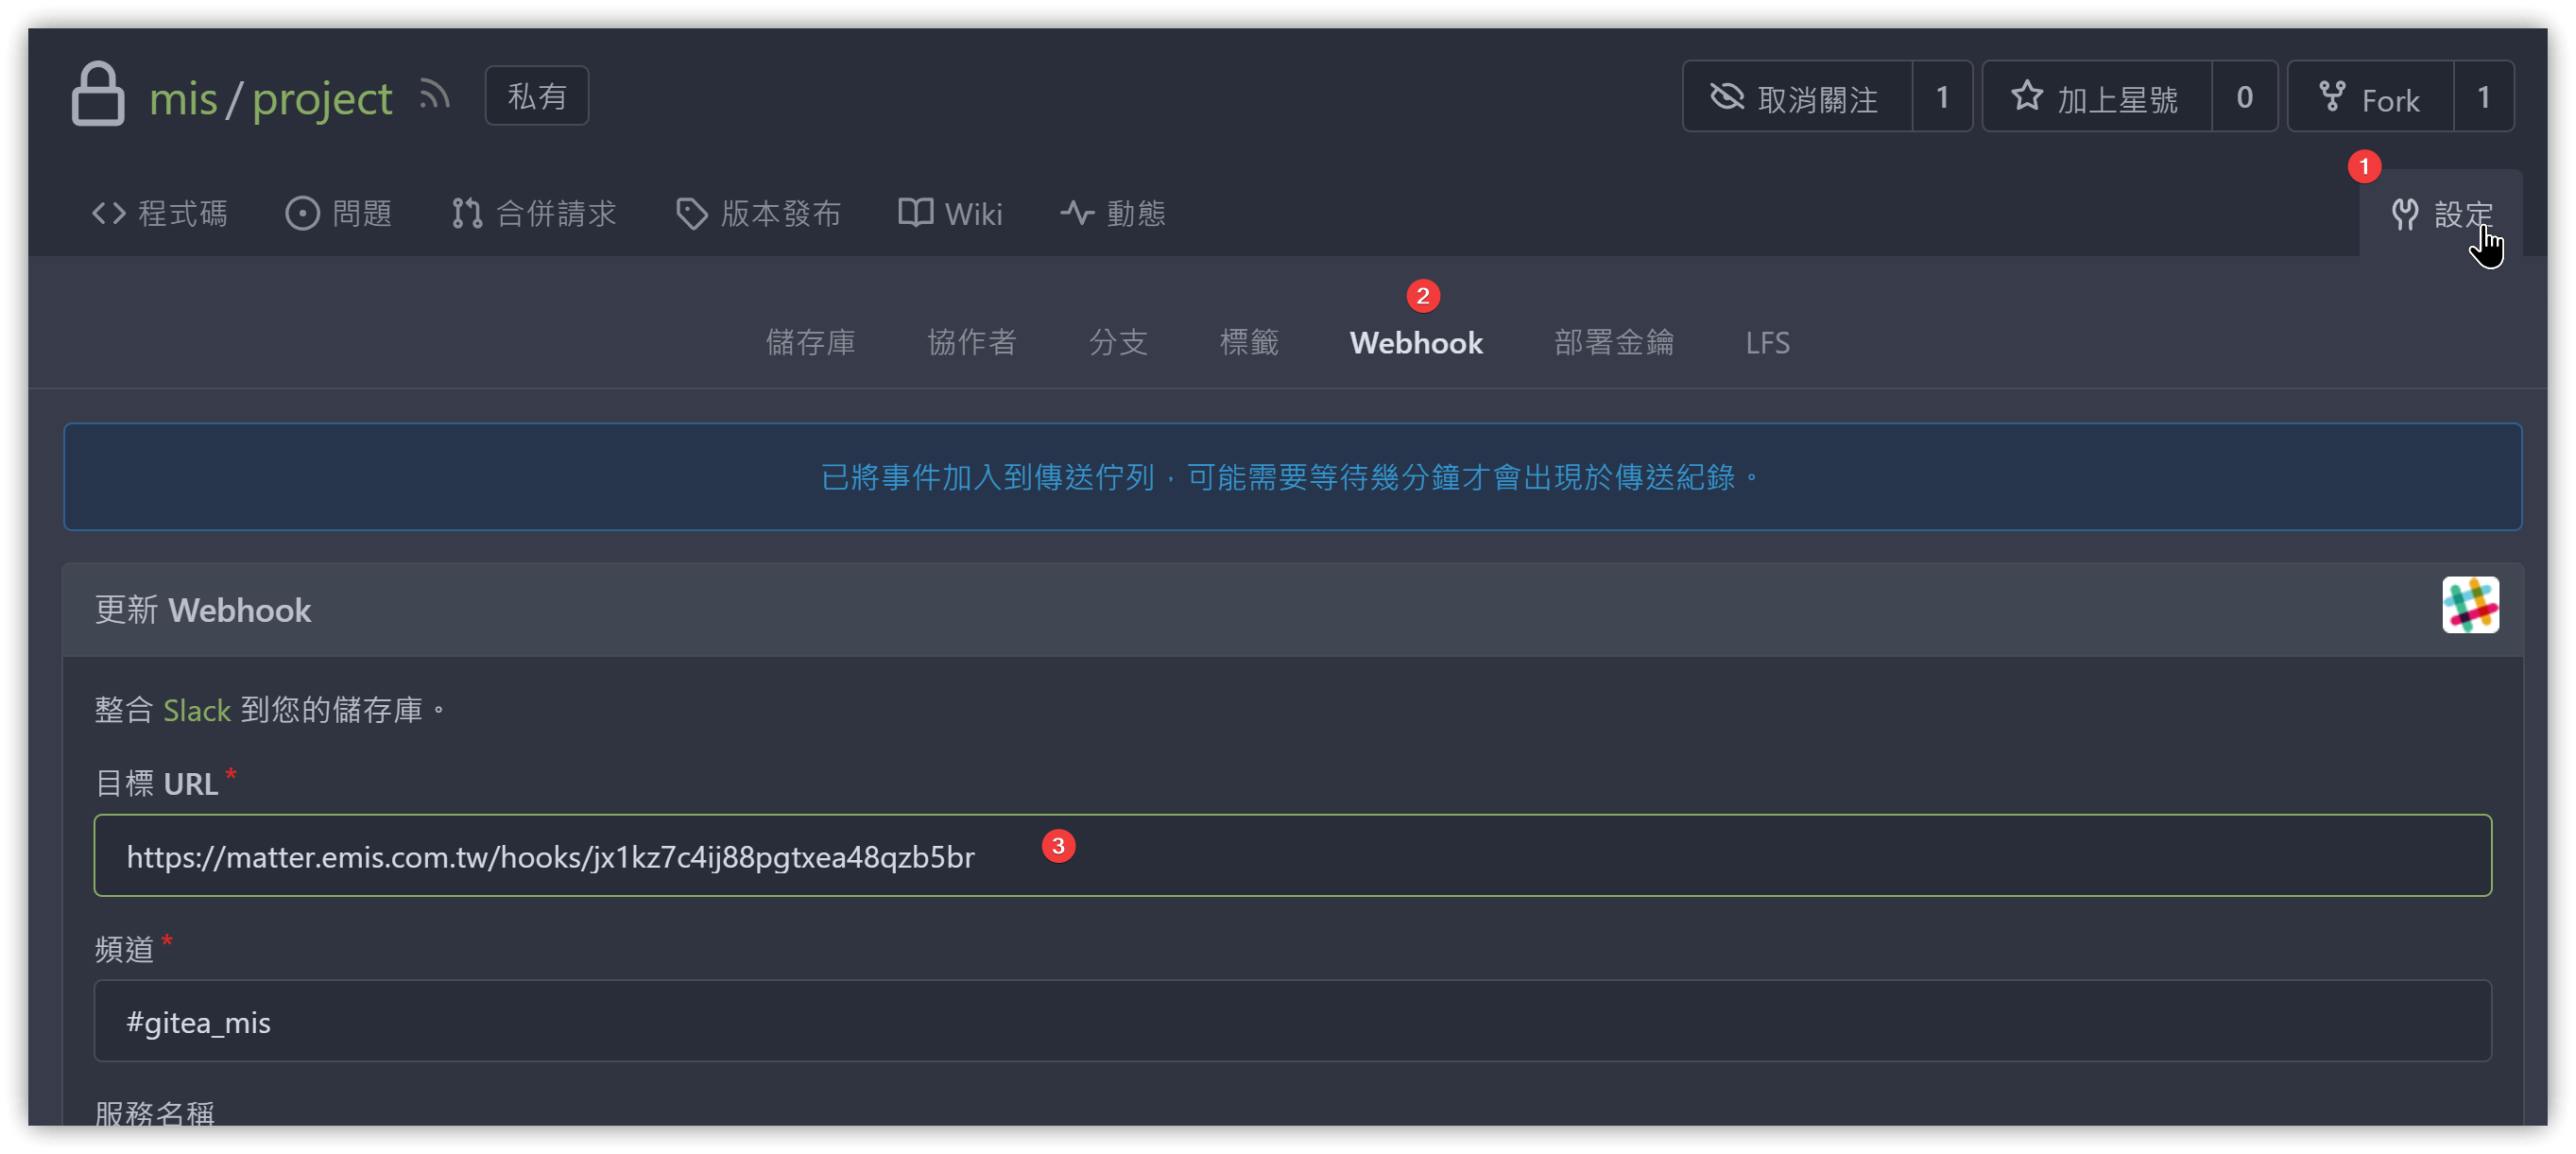 mis/project 私有 取消關注 1 加上星號 0 Fork 1
1
程式碼 問題 合併請求 版本發布 Wiki 動態 設定
2
儲存庫 協作者 分支 標籤 Webhook 部署金鑰 LFS
已將事件加入到傳送佇列，可能需要等待幾分鐘才會出現於傳送紀錄。
更新 Webhook
整合 Slack 到您的儲存庫。
目標 URL *
https://matter.emis.com.tw/hooks/jx1kz7c4ij88pgtxea48qzb5br 3
頻道 *
#gitea_mis
服務名稱